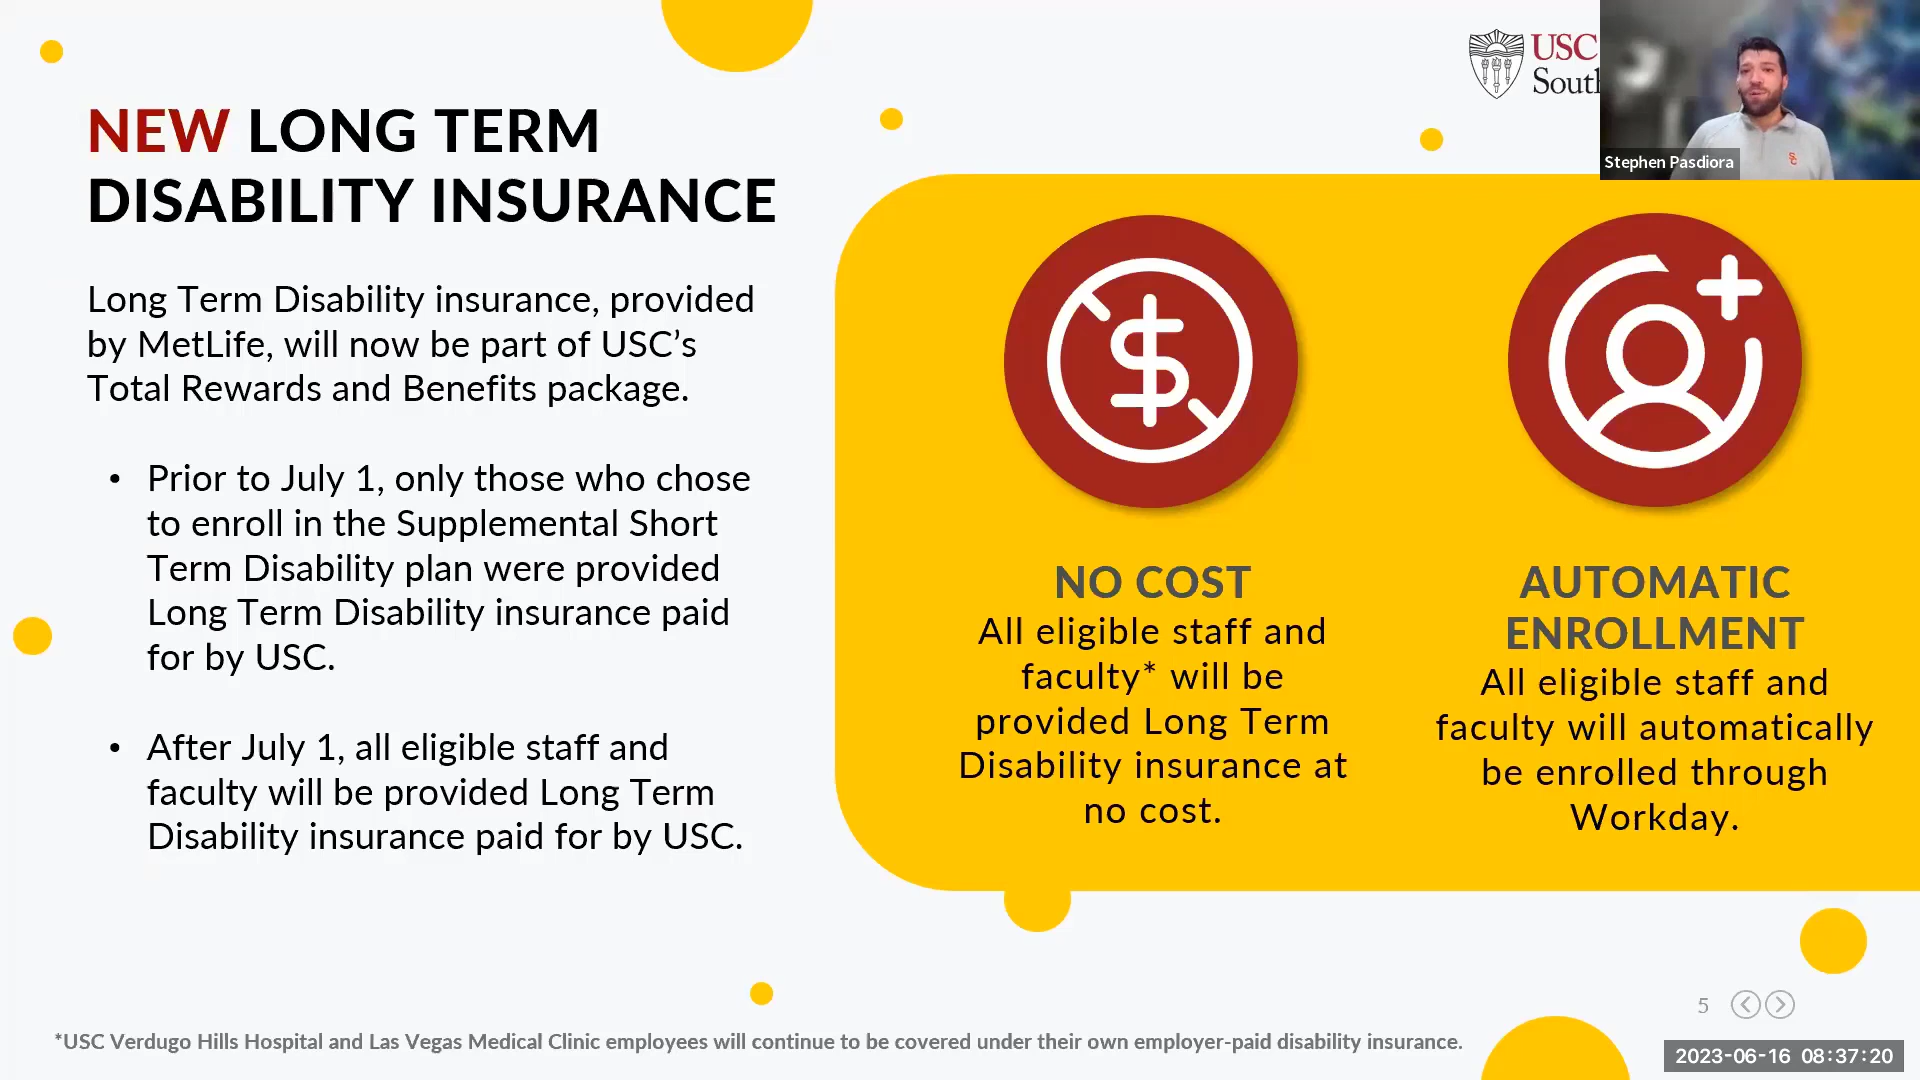 USC
Stephen Pasdiora
NEW LONG TERM
DISABILITY INSURANCE
Long Term Disability insurance, provided
by MetLife, will now be part of USC’s
Total Rewards and Benefits package.
• Prior to July 1, only those who chose
to enroll in the Supplemental Short
Term Disability plan were provided
Long Term Disability insurance paid
for by USC.
• After July 1, all eligible staff and
faculty will be provided Long Term
Disability insurance paid for by USC.
NO COST
All eligible staff and
faculty* will be
provided Long Term
Disability insurance at
no cost.
AUTOMATIC
ENROLLMENT
All eligible staff and
faculty will automatically
be enrolled through
Workday.
5
*USC Verdugo Hills Hospital and Las Vegas Medical Clinic employees will continue to be covered under their own employer-paid disability insurance.
2023-06-16 08:37:20